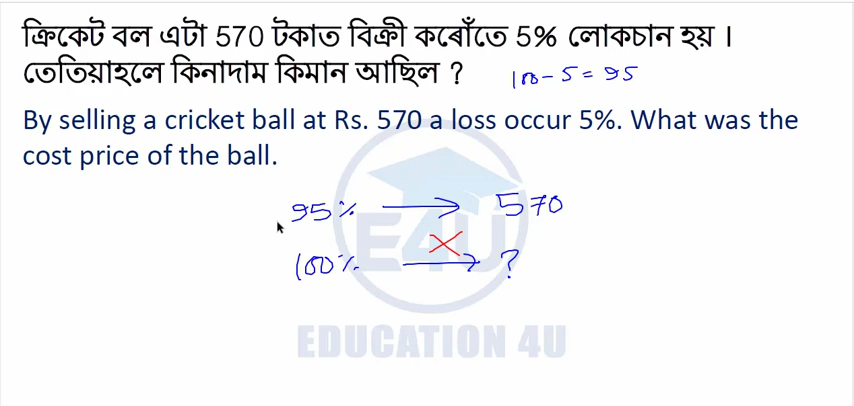 ক্রিকেট বল এটা 570 টকাত বিক্রী কৰোঁতে 5% লোকচান হয় ।
তেতিয়াহলে কিনাদাম কিমান আছিল ? 100 - 5 = 95
By selling a cricket ball at Rs. 570 a loss occur 5%. What was the
cost price of the ball.
95% → 570
100% → ?
E4U
EDUCATION 4U